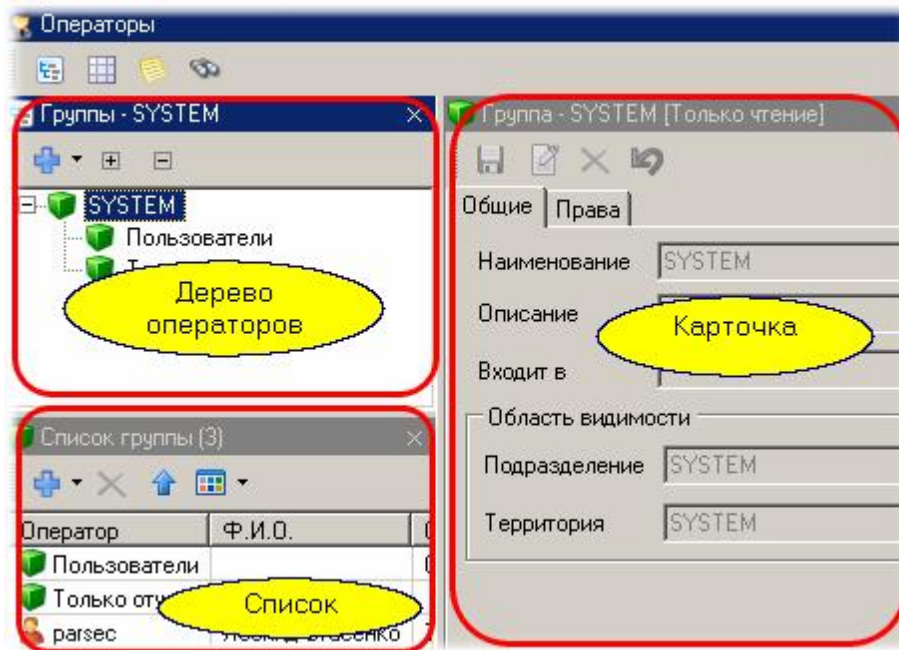 Операторы
Группы - SYSTEM
SYSTEM
Пользователи
Дерево
операторов
Список группы (3)
Оператор Ф.И.О.
Пользователи
Только
parsec
Список
Группа - SYSTEM [Только чтение]
Общие Права
Наименование SYSTEM
Описание
Карточка
Входит в
Область видимости
Подразделение SYSTEM
Территория SYSTEM